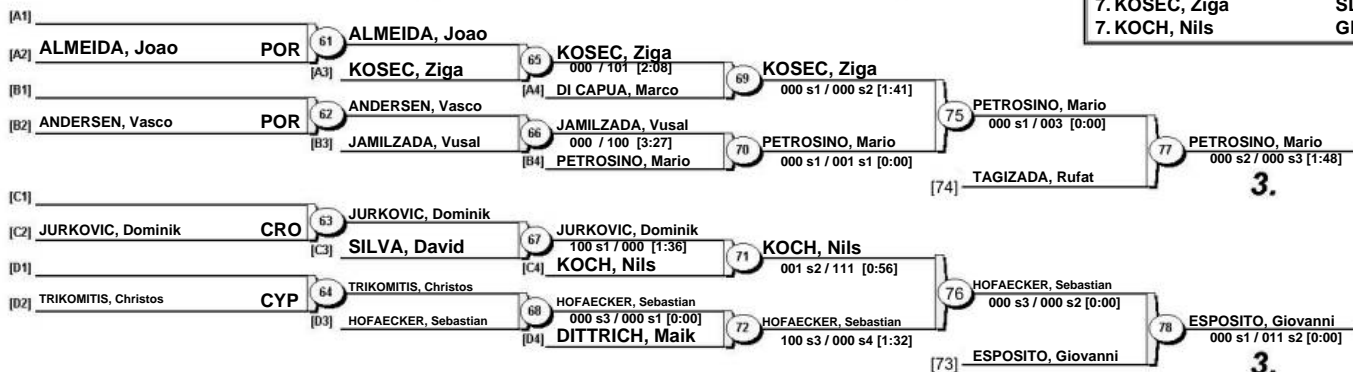 7. KOSEC, Ziga
7. KOCH, Nils
[A1]
[A2] ALMEIDA, Joao POR
61
ALMEIDA, Joao
[A3] KOSEC, Ziga
65
KOSEC, Ziga
000 / 101 [2:08]
[A4] DI CAPUA, Marco
69
KOSEC, Ziga
000 s1 / 000 s2 [1:41]
[B1]
[B2] ANDERSEN, Vasco POR
62
ANDERSEN, Vasco
[B3] JAMILZADA, Vusal
66
JAMILZADA, Vusal
000 / 100 [3:27]
[B4] PETROSINO, Mario
70
PETROSINO, Mario
000 s1 / 001 s1 [0:00]
75
PETROSINO, Mario
000 s1 / 003 [0:00]
[74] TAGIZADA, Rufat
77
PETROSINO, Mario
000 s2 / 000 s3 [1:48]
3.
[C1]
[C2] JURKOVIC, Dominik CRO
63
JURKOVIC, Dominik
[C3] SILVA, David
67
JURKOVIC, Dominik
100 s1 / 000 [1:36]
[C4] KOCH, Nils
71
KOCH, Nils
001 s2 / 111 [0:56]
[D1]
[D2] TRIKOMITIS, Christos CYP
64
TRIKOMITIS, Christos
[D3] HOFAECKER, Sebastian
68
HOFAECKER, Sebastian
000 s3 / 000 s1 [0:00]
[D4] DITTRICH, Maik
72
HOFAECKER, Sebastian
100 s3 / 000 s4 [1:32]
76
HOFAECKER, Sebastian
000 s3 / 000 s2 [0:00]
[73] ESPOSITO, Giovanni
78
ESPOSITO, Giovanni
000 s1 / 011 s2 [0:00]
3.